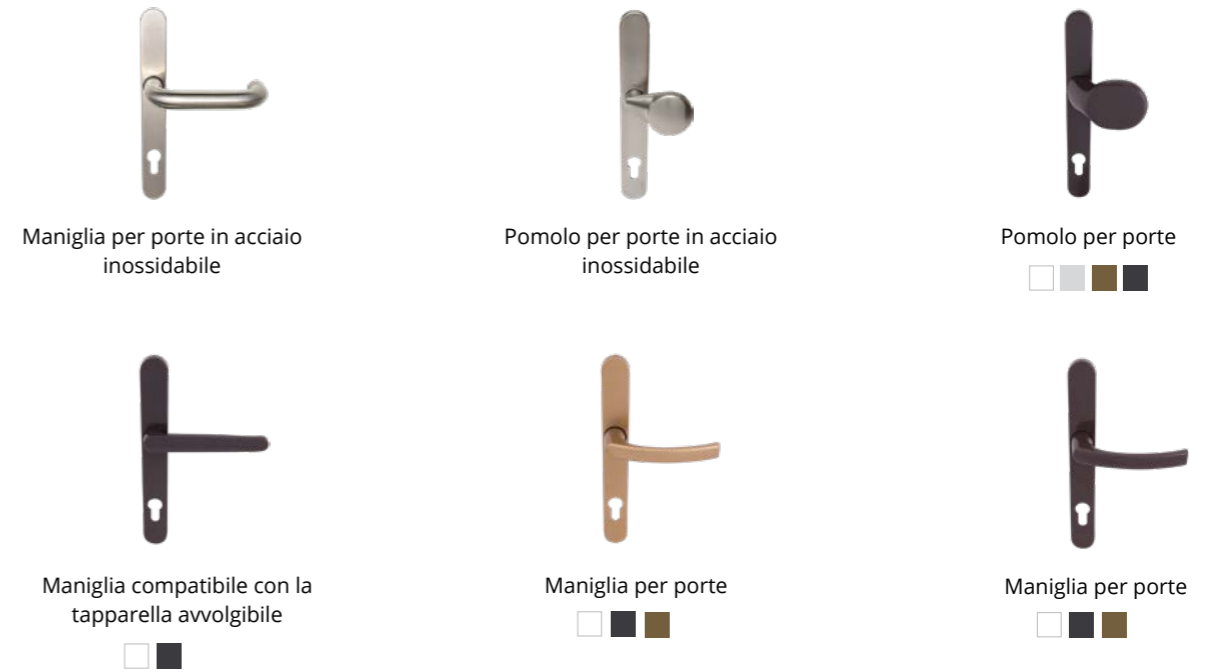 Maniglia per porte in acciaio
inossidabile
Pomolo per porte in acciaio
inossidabile
Pomolo per porte
Maniglia compatibile con la
tapparella avvolgibile
Maniglia per porte
Maniglia per porte